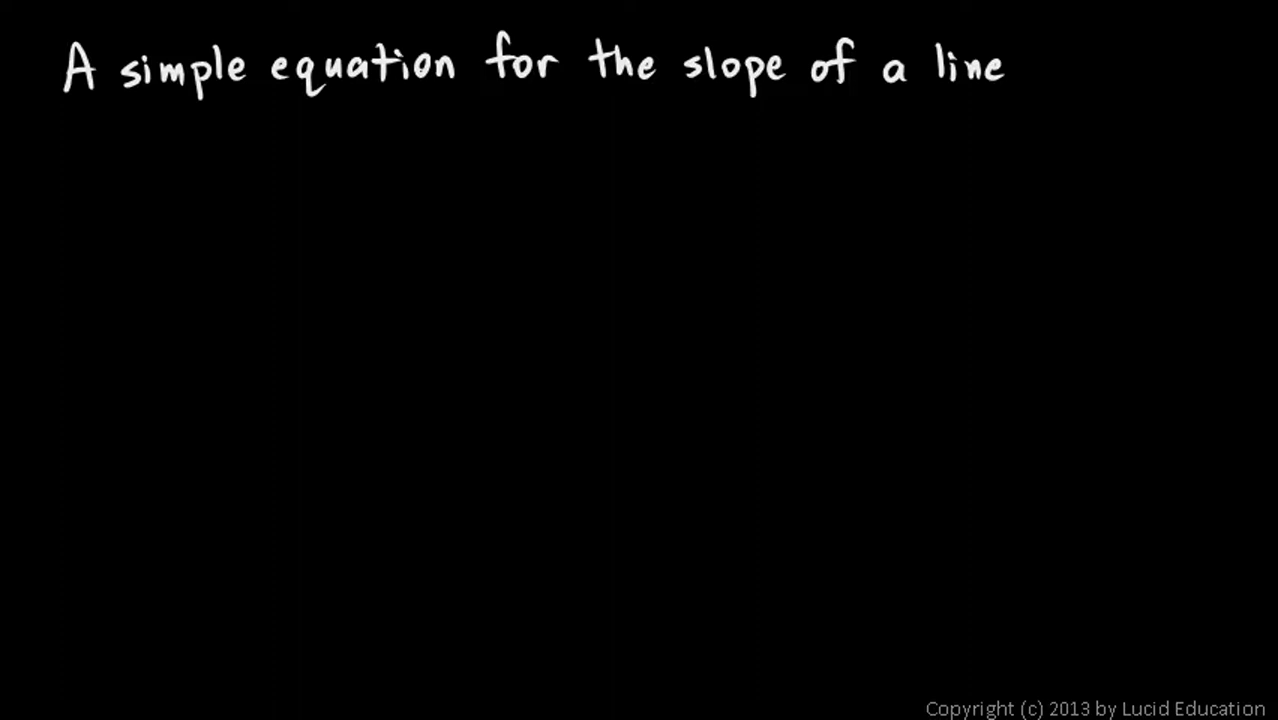 A simple equation for the slope of a line
Copyright (c) 2013 by Lucid Education